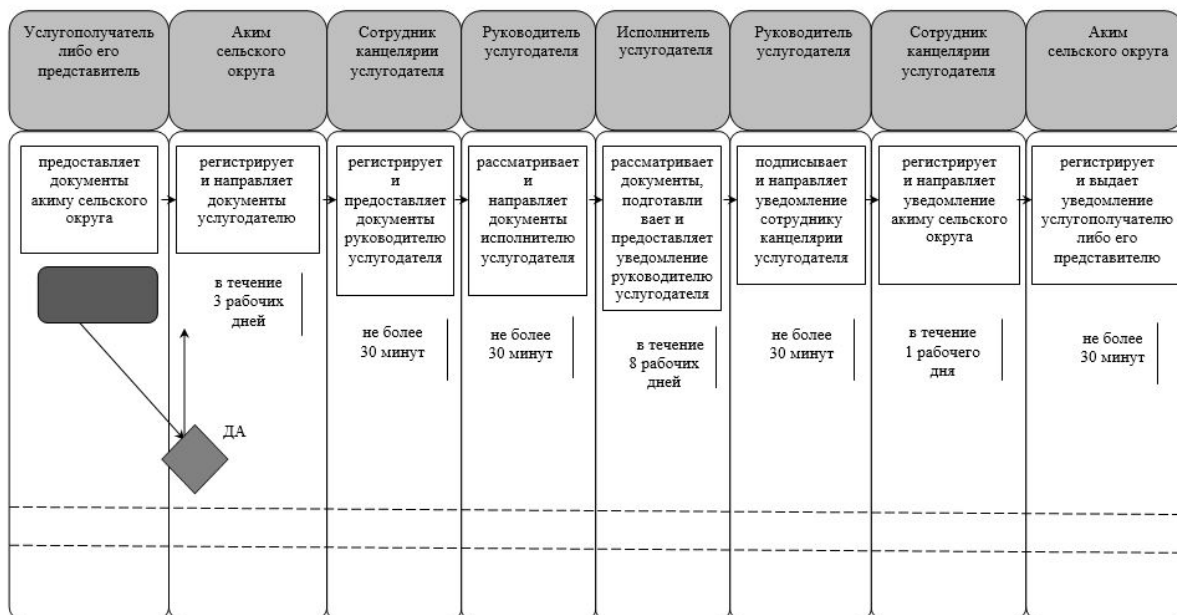 Услугополучатель
либо его
представитель
Аким
сельского
округа
Сотрудник
канцелярии
услугодателя
Руководитель
услугодателя
Исполнитель
услугодателя
Руководитель
услугодателя
Сотрудник
канцелярии
услугодателя
Аким
сельского округа
предоставляет
документы
акиму сельского
округа
регистрирует
и направляет
документы
услугодателю
регистрирует
и
предоставляет
документы
руководителю
услугодателя
рассматривает
и
направляет
документы
исполнителю
услугодателя
рассматривает
документы,
подготовли
вает и
предоставляет
уведомление
руководителю
услугодателя
подписывает
и направляет
уведомление
сотруднику
канцелярии
услугодателя
регистрирует
и направляет
уведомление
акиму сельского
округа
регистрирует
и выдает
уведомление
услугополучателю
либо его
представителю
в течение
3 рабочих
дней
не более
30 минут
не более
30 минут
в течение
8 рабочих
дней
не более
30 минут
в течение
1 рабочего
дня
не более
30 минут
ДА